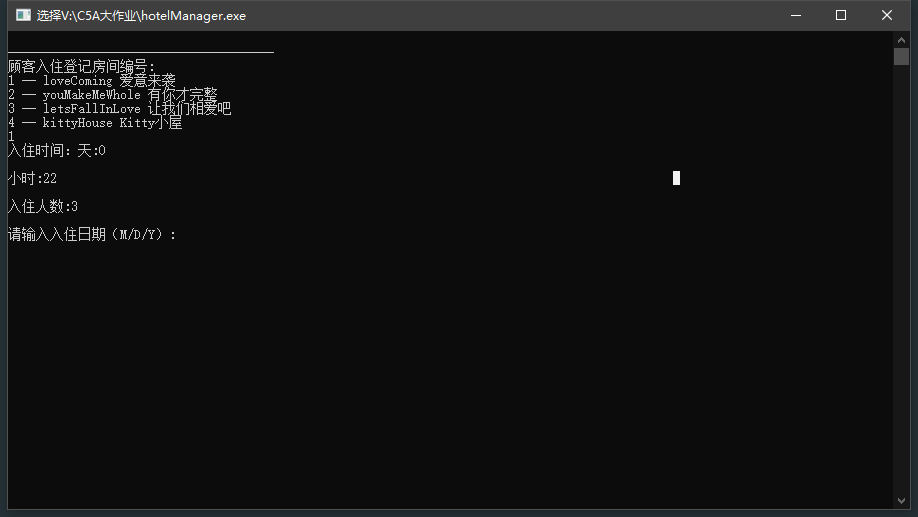 选择V:\C5A大作业\hotelManager.exe
顾客入住登记房间编号:
1 —— loveComing 爱意来袭
2 —— youMakeMeWhole 有你才完整
3 —— letsFallInLove 让我们相爱吧
4 —— kittyHouse Kitty小屋
1
入住时间: 天:0
小时:22
入住人数:3
请输入入住日期（M/D/Y）: